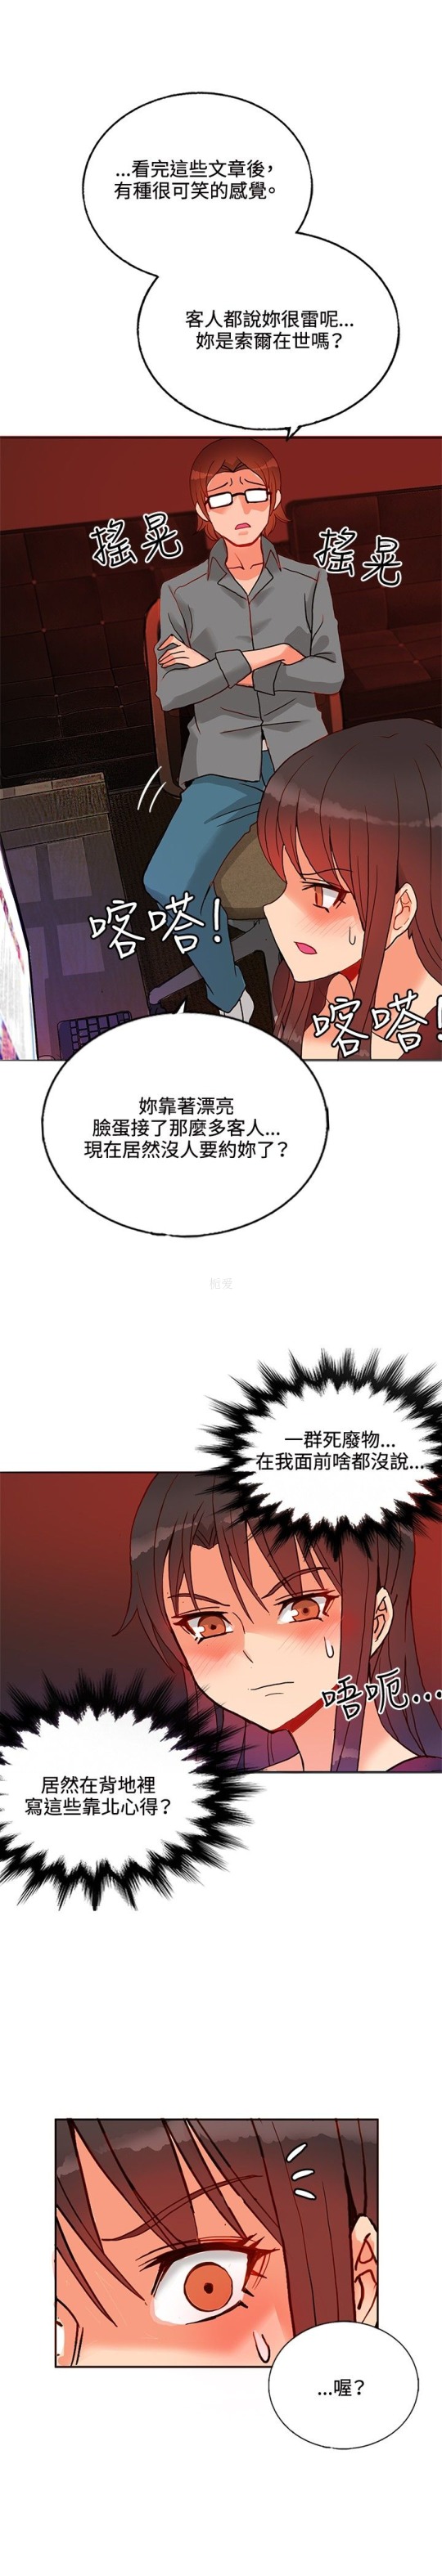 …看完這些文章後，
有種很可笑的感覺。
客人都說妳很雷呢…
妳是索爾在世嗎？
搖晃
搖晃
喀嗒！
喀嗒！
妳靠著漂亮
臉蛋接了那麼多客人…
現在居然沒人要約妳了？
一群死廢物…
在我面前啥都沒說…
唔呃…
居然在背地裡
寫這些靠北心得？
…喔？